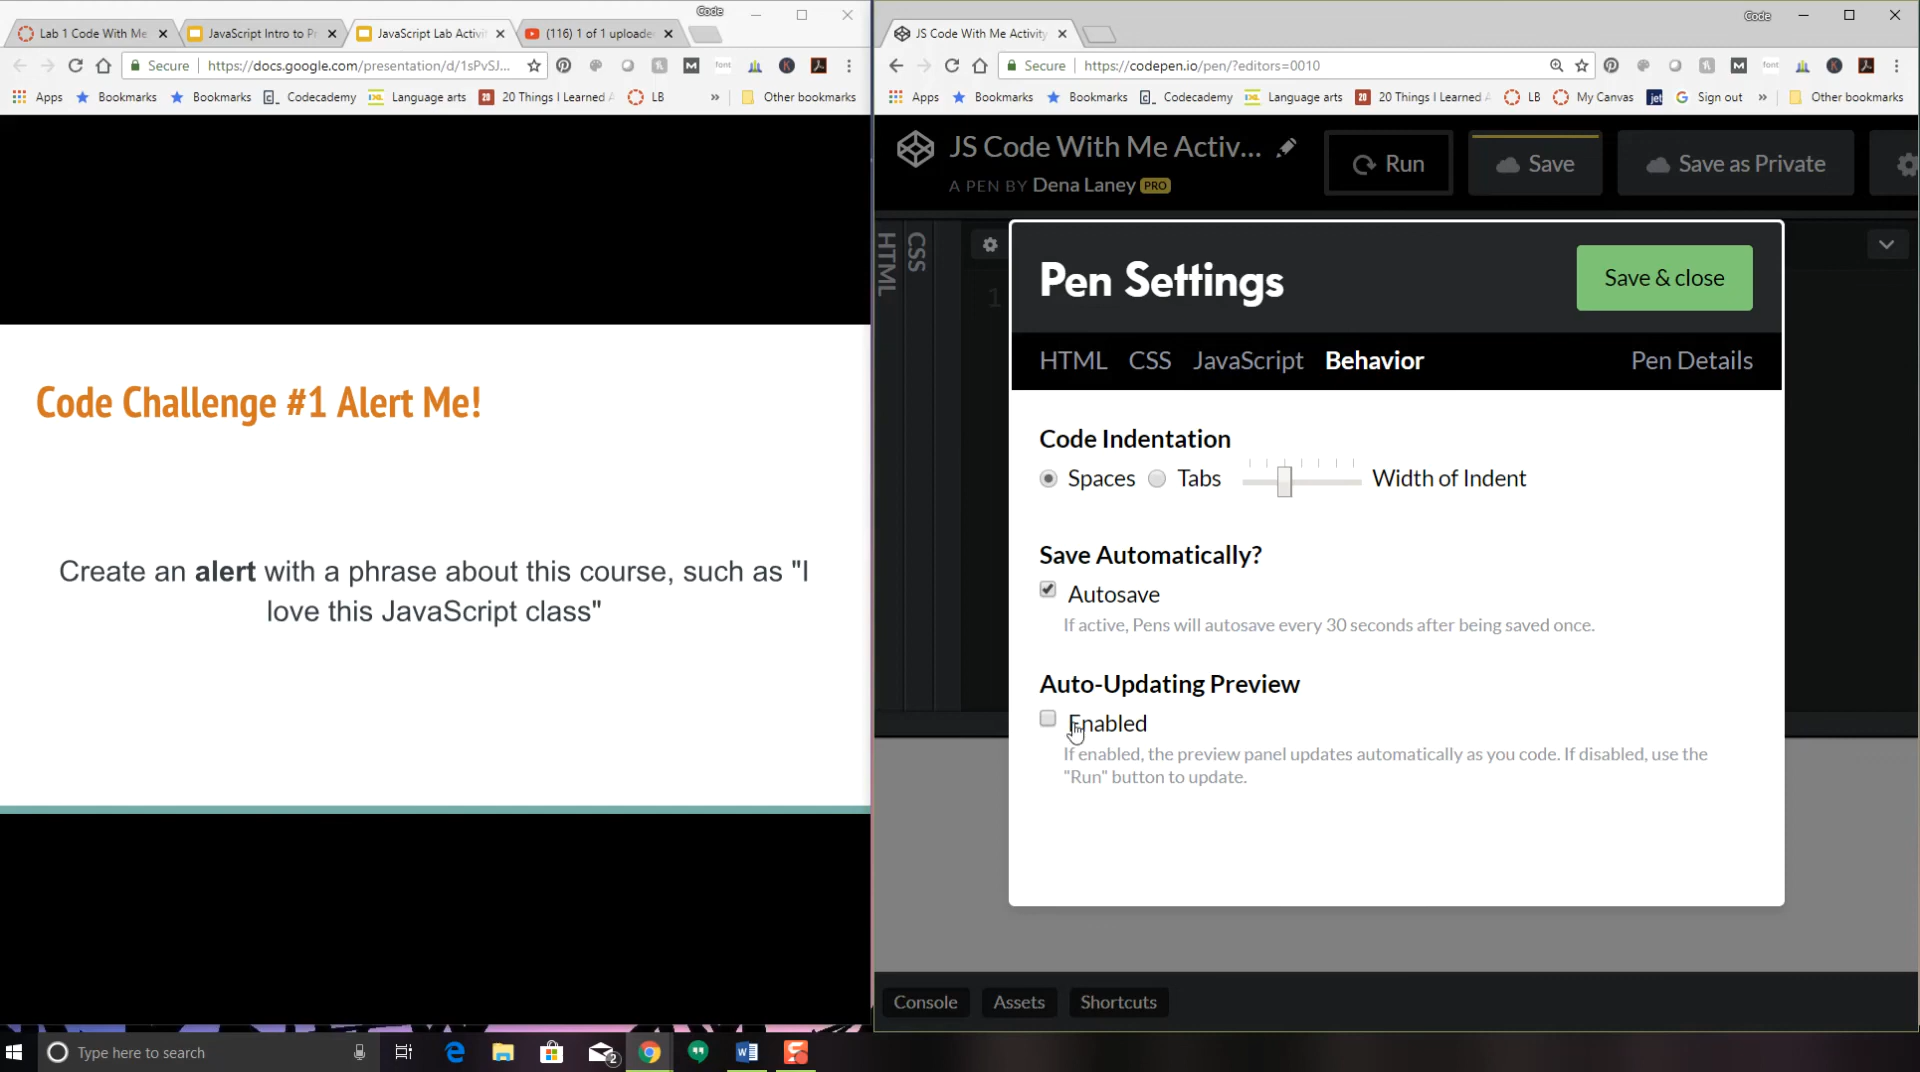 Code
Lab 1 Code With Me
JavaScript Intro to Pr
JavaScript Lab Activit
(116) 1 of 1 uploade
Secure
https://docs.google.com/presentation/d/1sPvSJ...
Apps
Bookmarks
Bookmarks
Codecademy
Language arts
20 Things I Learned
LB
»
Other bookmarks
Code Challenge #1 Alert Me!
Create an alert with a phrase about this course, such as "I
love this JavaScript class"
Code
JS Code With Me Activity
Secure
https://codepen.io/pen/?editors=0010
Apps
Bookmarks
Bookmarks
Codecademy
Language arts
20 Things I Learned
LB
My Canvas
jet
Sign out
»
Other bookmarks
JS Code With Me Activ...
A PEN BY Dena Laney PRO
Run
Save
Save as Private
HTML
CSS
1
Pen Settings
Save & close
HTML CSS JavaScript Behavior Pen Details
Code Indentation
Spaces Tabs Width of Indent
Save Automatically?
Autosave
If active, Pens will autosave every 30 seconds after being saved once.
Auto-Updating Preview
Enabled
If enabled, the preview panel updates automatically as you code. If disabled, use the
"Run" button to update.
Console Assets Shortcuts
Type here to search
2